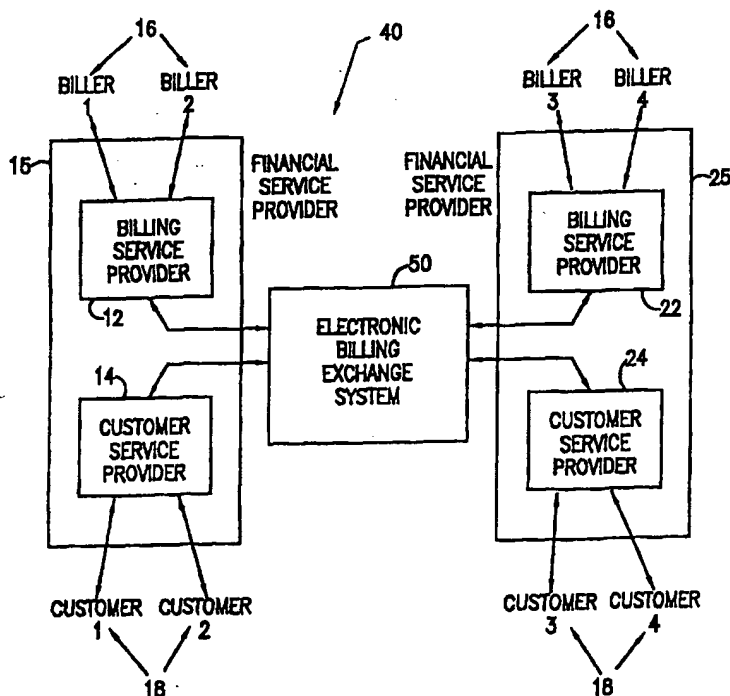 16
40
16
BILLER
1
BILLER
2
BILLER
3
BILLER
4
15
FINANCIAL
SERVICE
PROVIDER
FINANCIAL
SERVICE
PROVIDER
25
BILLING
SERVICE
PROVIDER
12
BILLING
SERVICE
PROVIDER
22
50
ELECTRONIC
BILLING
EXCHANGE
SYSTEM
14
CUSTOMER
SERVICE
PROVIDER
24
CUSTOMER
SERVICE
PROVIDER
CUSTOMER
1
CUSTOMER
2
CUSTOMER
3
CUSTOMER
4
18
18